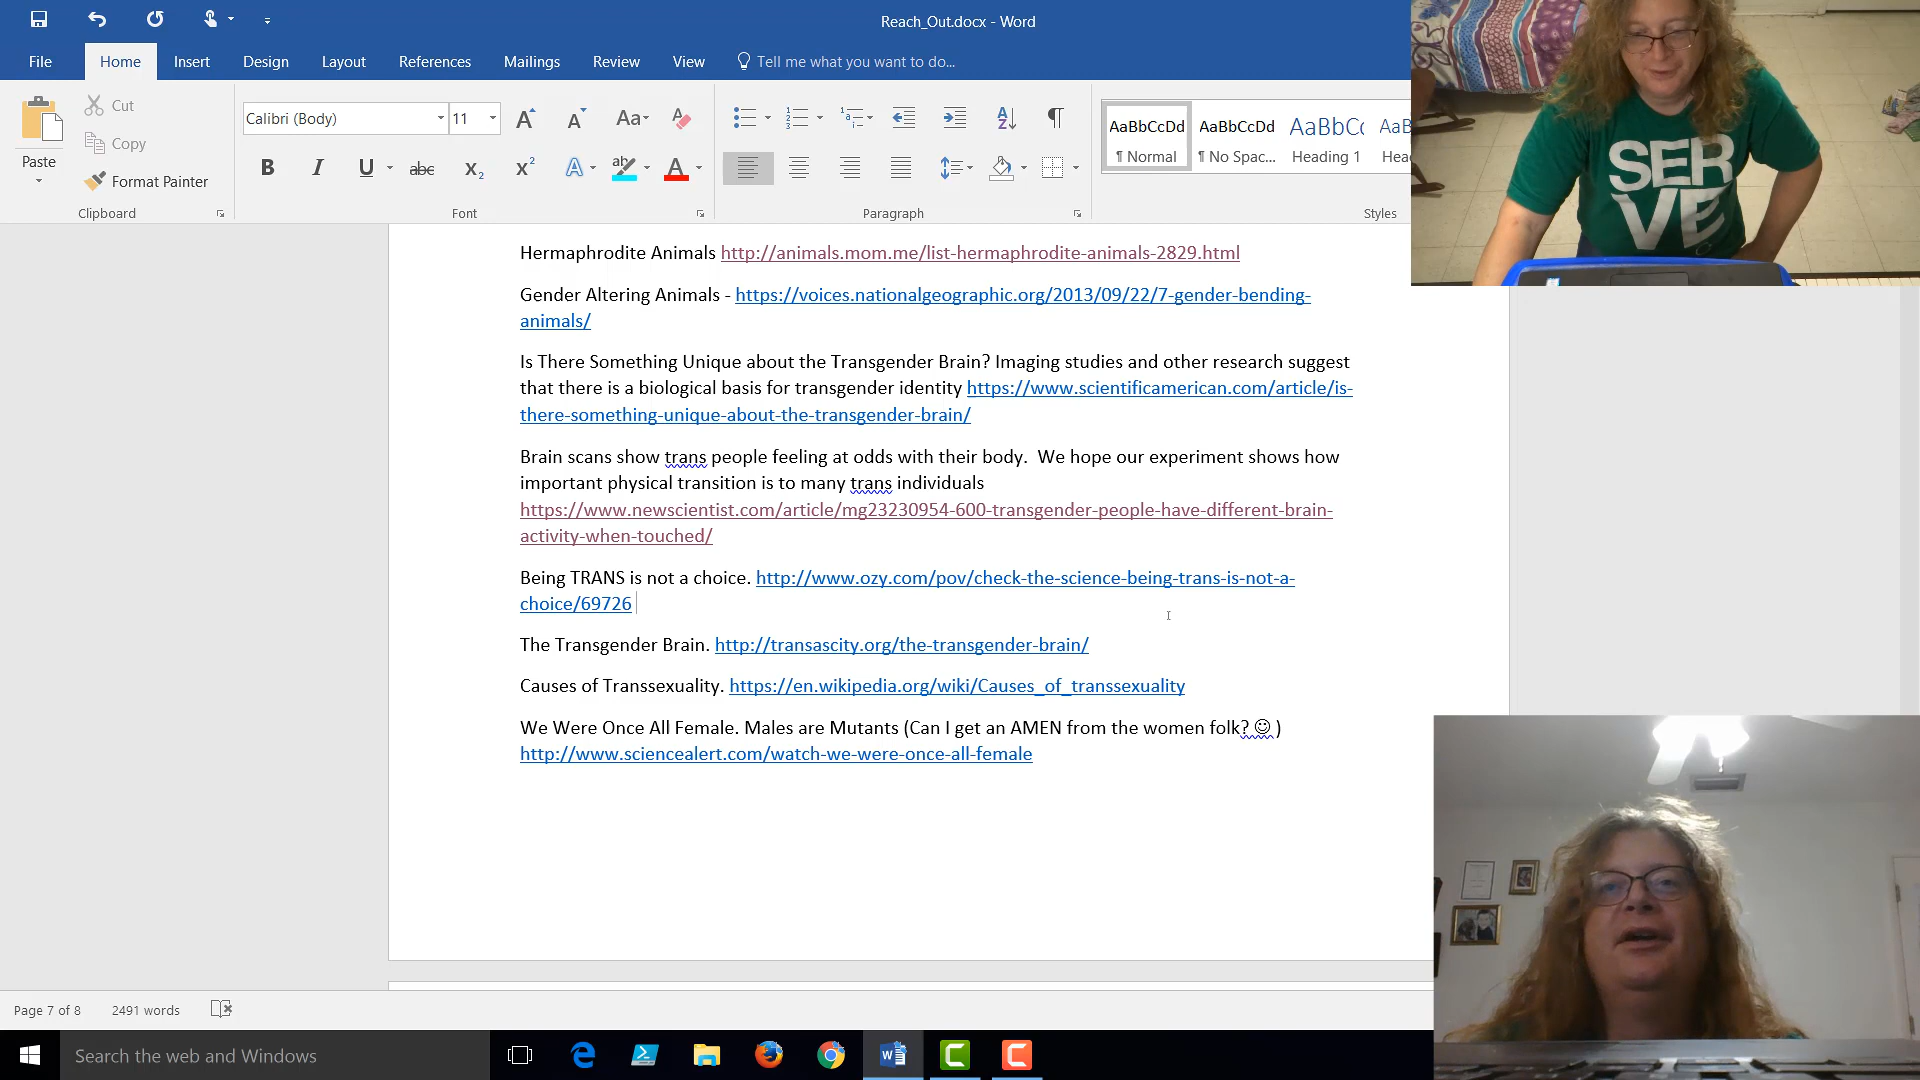 Reach_Out.docx - Word
File Home Insert Design Layout References Mailings Review View Tell me what you want to do...
Cut
Copy
Format Painter
Paste
Clipboard
Calibri (Body) 11
Font
Paragraph
AaBbCcDd AaBbCcDd AaBbCc AaB
¶ Normal ¶ No Spac... Heading 1 Hea
Styles
SER
VE
Hermaphrodite Animals http://animals.mom.me/list-hermaphrodite-animals-2829.html
Gender Altering Animals - https://voices.nationalgeographic.org/2013/09/22/7-gender-bending-
animals/
Is There Something Unique about the Transgender Brain? Imaging studies and other research suggest
that there is a biological basis for transgender identity https://www.scientificamerican.com/article/is-
there-something-unique-about-the-transgender-brain/
Brain scans show trans people feeling at odds with their body.  We hope our experiment shows how
important physical transition is to many trans individuals
https://www.newscientist.com/article/mg23230954-600-transgender-people-have-different-brain-
activity-when-touched/
Being TRANS is not a choice. http://www.ozy.com/pov/check-the-science-being-trans-is-not-a-
choice/69726
The Transgender Brain. http://transascity.org/the-transgender-brain/
Causes of Transsexuality. https://en.wikipedia.org/wiki/Causes_of_transsexuality
We Were Once All Female. Males are Mutants (Can I get an AMEN from the women folk? ☺ )
http://www.sciencealert.com/watch-we-were-once-all-female
Page 7 of 8 2491 words
Search the web and Windows